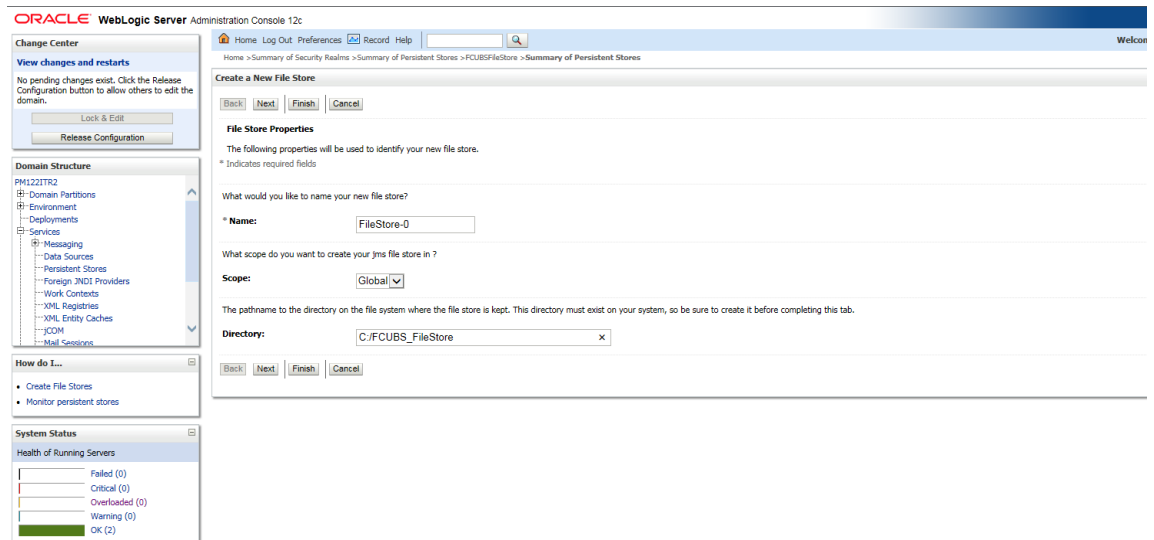 ORACLE WebLogic Server Administration Console 12c
Change Center
View changes and restarts
No pending changes exist. Click the Release
Configuration button to allow others to edit the
domain.
Lock & Edit
Release Configuration
Domain Structure
PM122ITR2
Domain Partitions
Environment
Deployments
Services
Messaging
Data Sources
Persistent Stores
Foreign JNDI Providers
Work Contexts
XML Registries
XML Entity Caches
jCOM
Mail Sessions
How do I...
Create File Stores
Monitor persistent stores
System Status
Health of Running Servers
Failed (0)
Critical (0)
Overloaded (0)
Warning (0)
OK (2)
Home Log Out Preferences Record Help
Welcon
Home >Summary of Security Realms >Summary of Persistent Stores >FCUBSFileStore >Summary of Persistent Stores
Create a New File Store
Back Next Finish Cancel
File Store Properties
The following properties will be used to identify your new file store.
* Indicates required fields
What would you like to name your new file store?
* Name: FileStore-0
What scope do you want to create your jms file store in ?
Scope: Global
The pathname to the directory on the file system where the file store is kept. This directory must exist on your system, so be sure to create it before completing this tab.
Directory: C:/FCUBS_FileStore ×
Back Next Finish Cancel